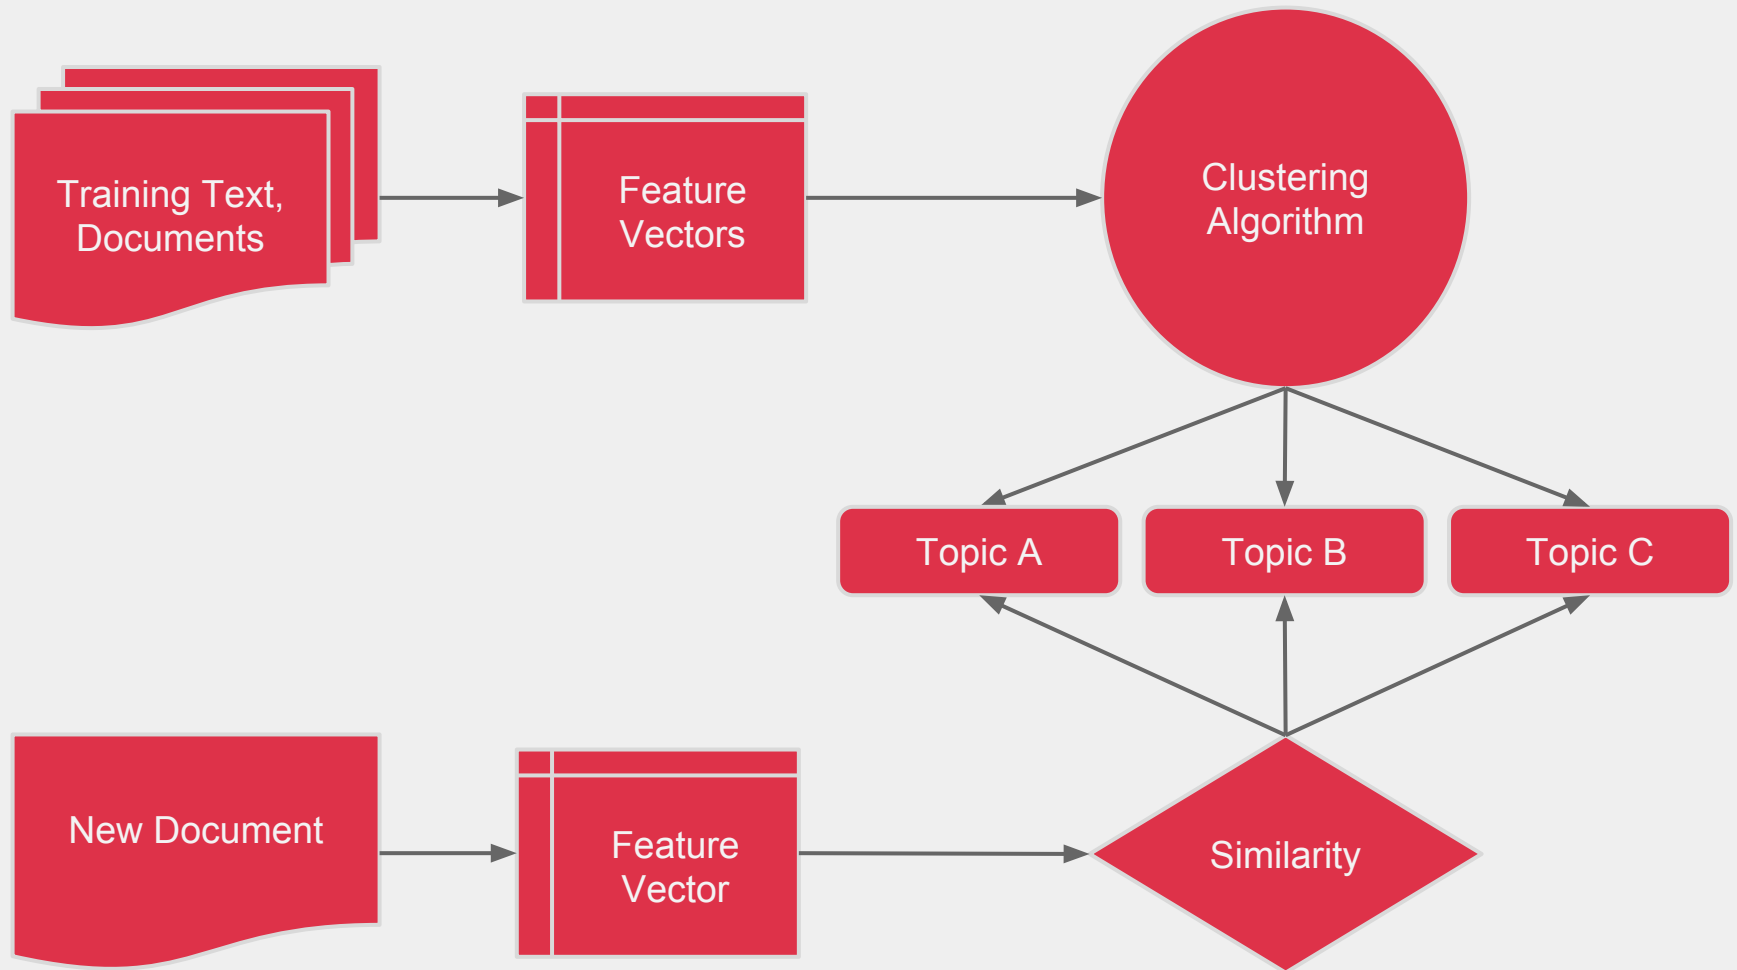 Training Text,
Documents
Feature
Vectors
Clustering
Algorithm
Topic A
Topic B
Topic C
New Document
Feature
Vector
Similarity